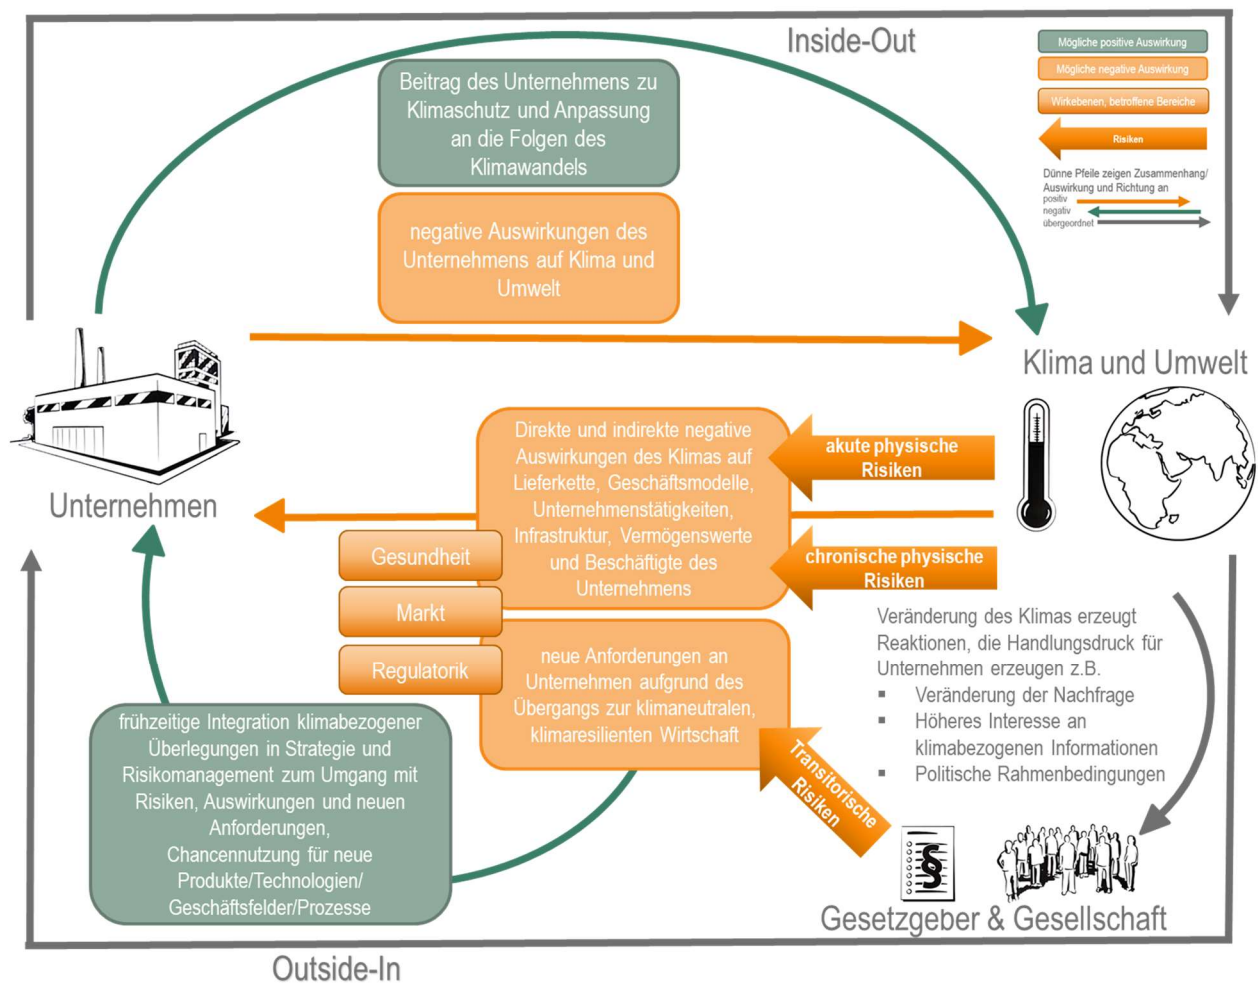 Inside-Out
Mögliche positive Auswirkung
Mögliche negative Auswirkung
Wirkebenen, betroffene Bereiche
Risiken
Dünne Pfeile zeigen Zusammenhang/
Auswirkung und Richtung an
positiv
negativ
übergeordnet
Beitrag des Unternehmens zu
Klimaschutz und Anpassung
an die Folgen des
Klimawandels
negative Auswirkungen des
Unternehmens auf Klima und
Umwelt
Klima und Umwelt
Unternehmen
Direkte und indirekte negative
Auswirkungen des Klimas auf
Lieferkette, Geschäftsmodelle,
Unternehmenstätigkeiten,
Infrastruktur, Vermögenswerte
und Beschäftigte des
Unternehmens
akute physische
Risiken
chronische physische
Risiken
Gesundheit
Markt
Regulatorik
neue Anforderungen an
Unternehmen aufgrund des
Übergangs zur klimaneutralen,
klimaresilienten Wirtschaft
Veränderung des Klimas erzeugt
Reaktionen, die Handlungsdruck für
Unternehmen erzeugen z.B.
▪ Veränderung der Nachfrage
▪ Höheres Interesse an
klimabezogenen Informationen
▪ Politische Rahmenbedingungen
Transitorische
Risiken
frühzeitige Integration klimabezogener
Überlegungen in Strategie und
Risikomanagement zum Umgang mit
Risiken, Auswirkungen und neuen
Anforderungen,
Chancennutzung für neue
Produkte/Technologien/
Geschäftsfelder/Prozesse
§
Gesetzgeber & Gesellschaft
Outside-In